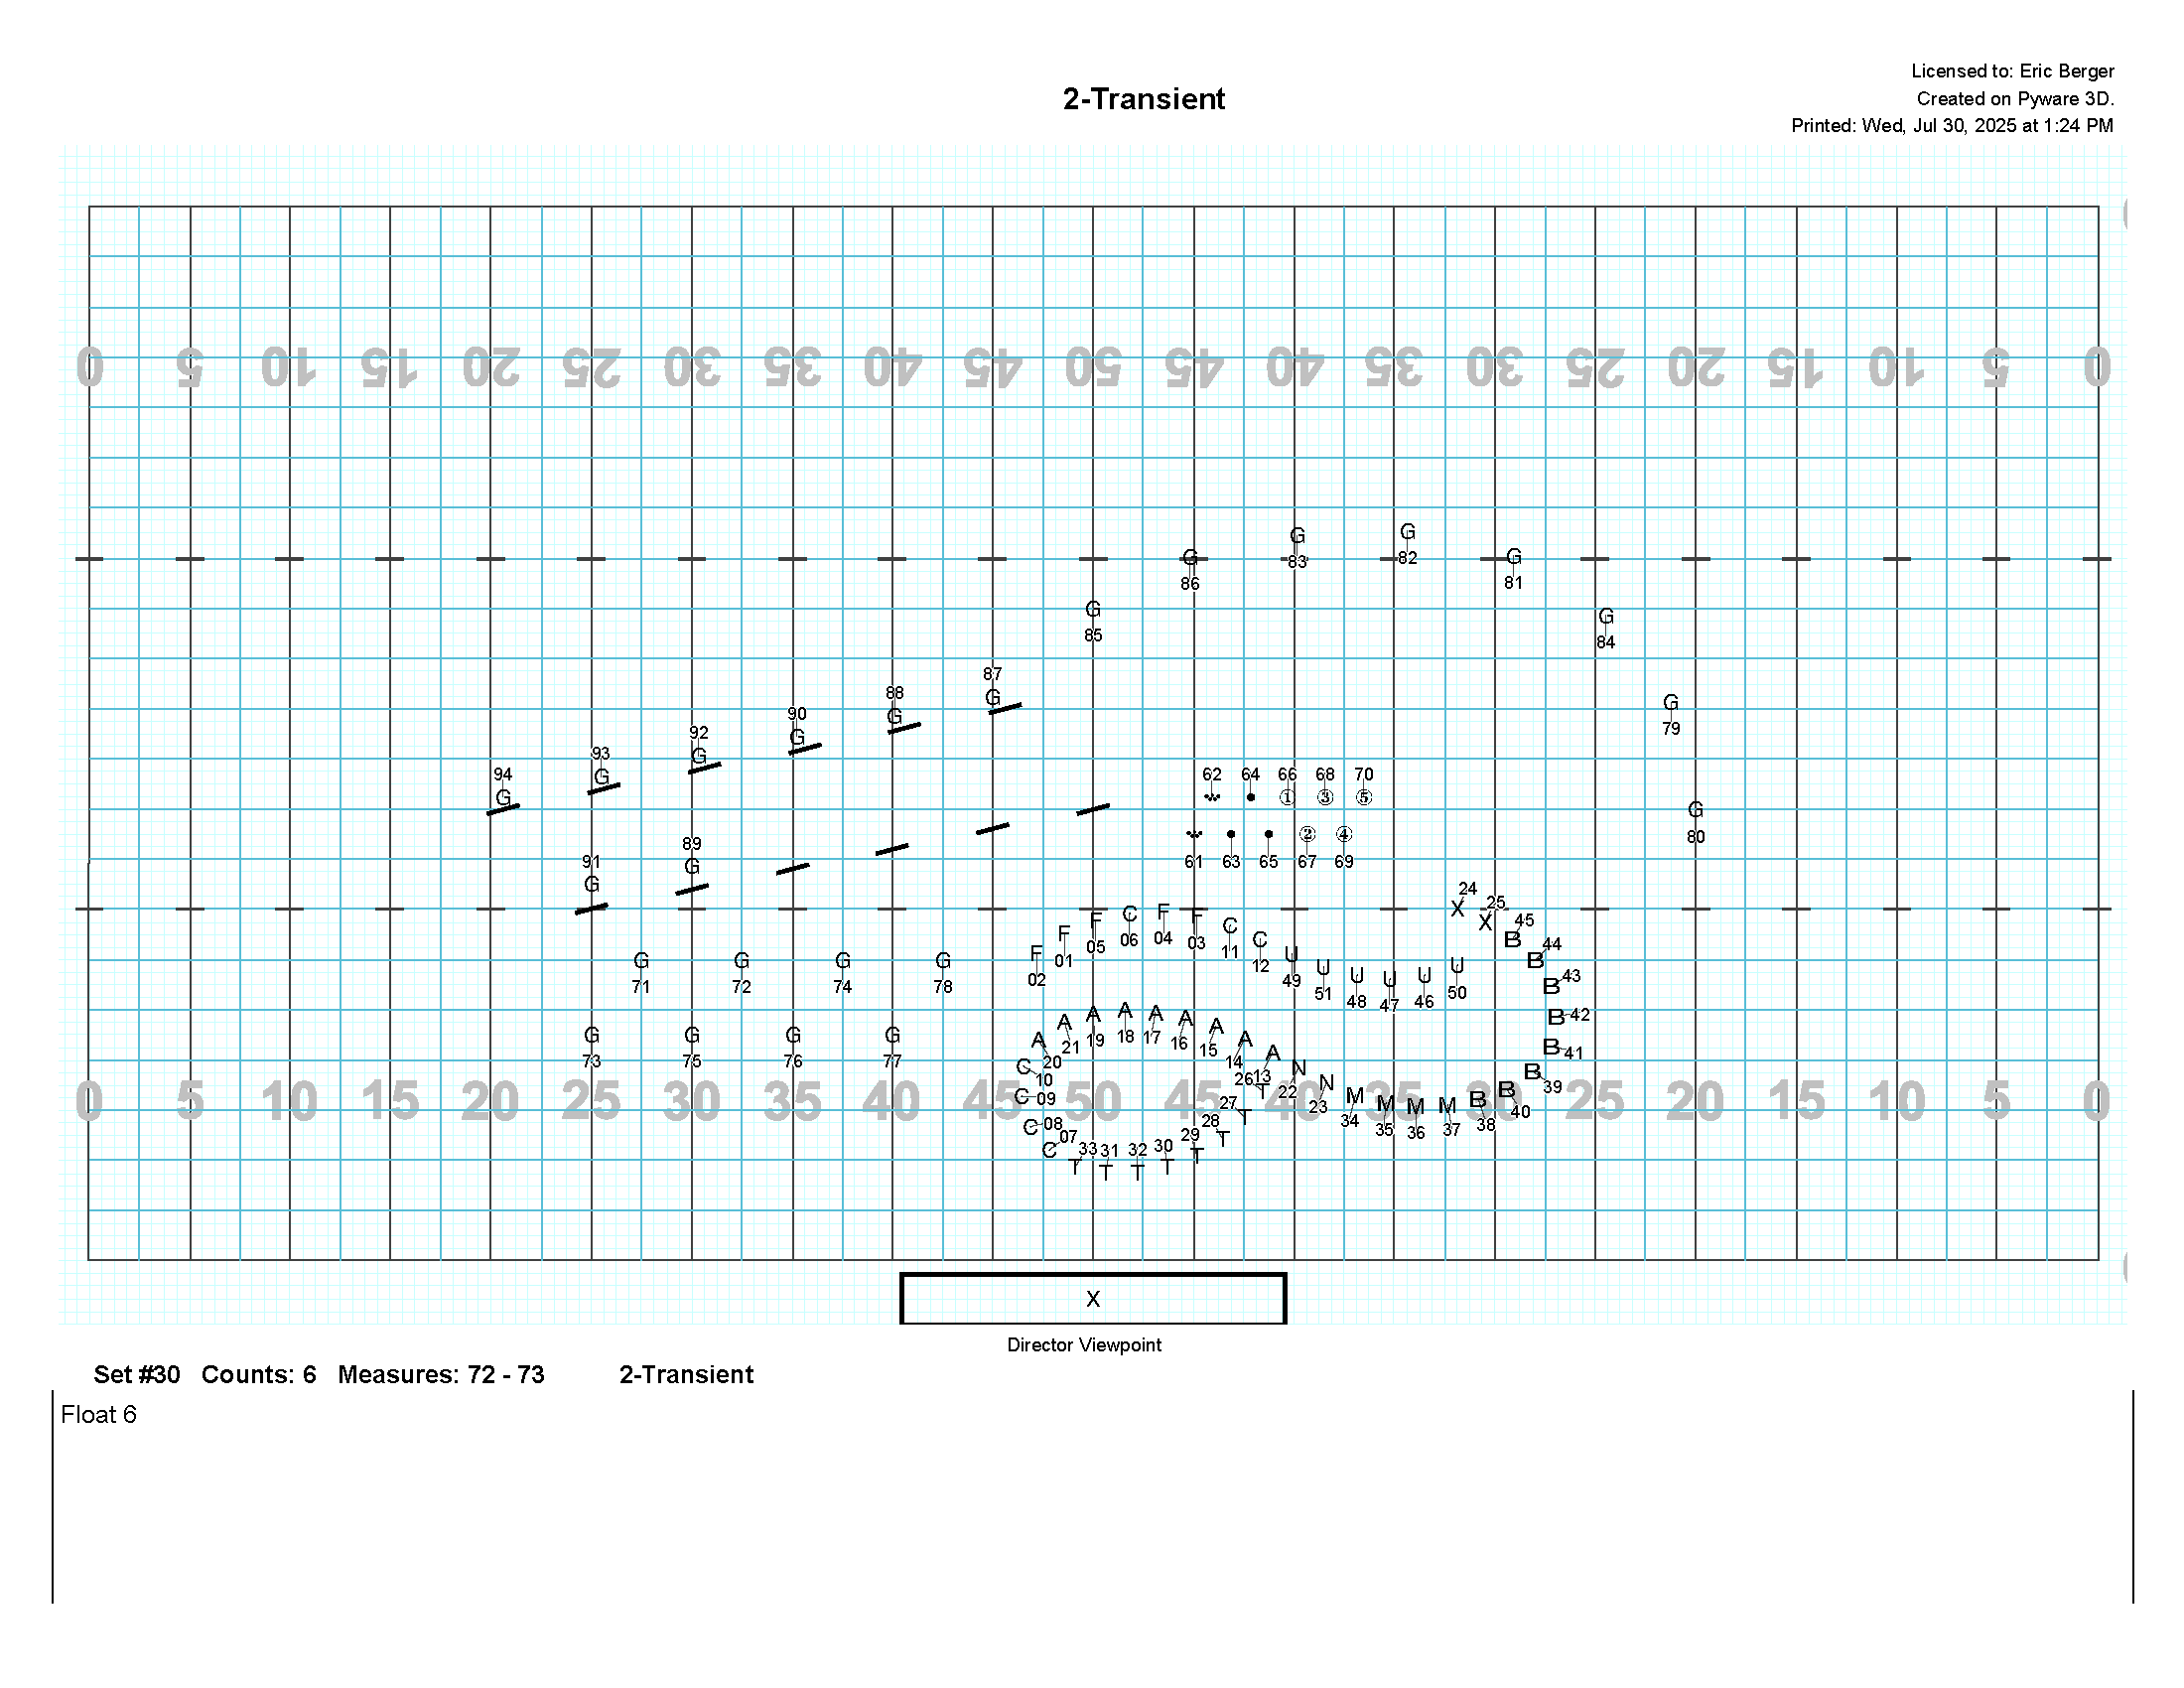 Licensed to: Eric Berger
2-Transient
Created on Pyware 3D.
Printed: Wed, Jul 30, 2025 at 1:24 PM
0 5 10 15 20 25 30 35 40 45 50 45 40 35 30 25 20 15 10 5 0
G G G G
86 83 82 81
G G
85 84
87 88 90 92 93 94
G G G G G G
G
79
62 64 66 68 70
① ③ ⑤
② ④
61 63 65 67 69
G
80
91 89
G G
24 25 45 44 43 42 41 39 40 38
X X B B B B B B B B
F F F C F F C C U U U U U U
02 01 05 06 04 03 11 12 49 51 48 47 46 50
G G G G
71 72 74 78
A A A A A A A A A N N M M M M
20 21 19 18 17 16 15 14 13 22 23 34 35 36 37
G G G G
73 75 76 77
C C C C
10 09 08 07
T T T T T T T T
33 31 32 30 29 28 27 26
0 5 10 15 20 25 30 35 40 45 50 45 40 35 30 25 20 15 10 5 0
X
Director Viewpoint
Set #30 Counts: 6 Measures: 72 - 73 2-Transient
Float 6